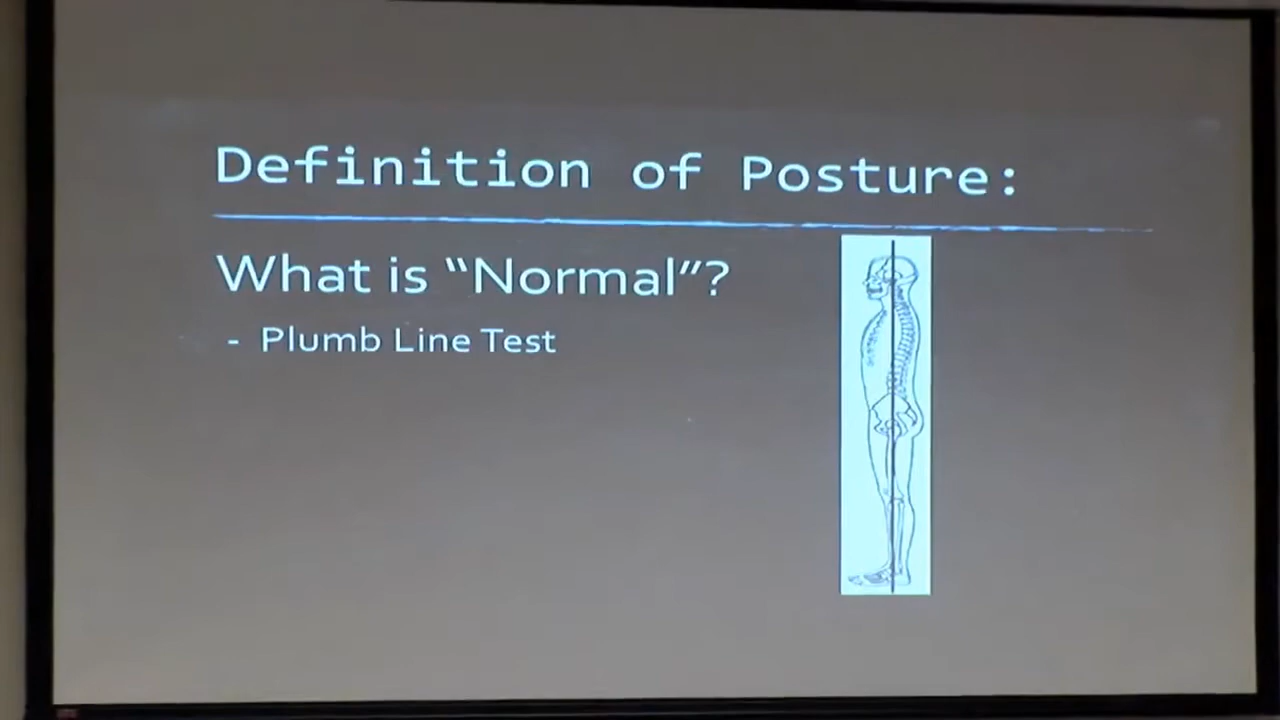 Definition of Posture:
What is “Normal”?
- Plumb Line Test